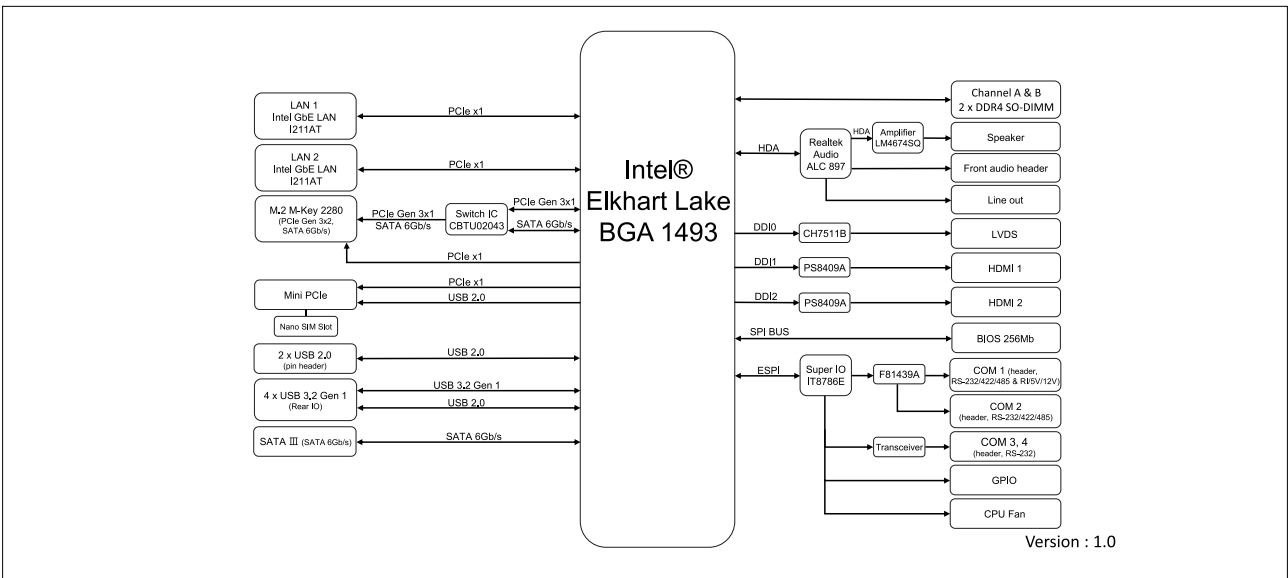 LAN 1
Intel GbE LAN
I211AT
PCIe x1
LAN 2
Intel GbE LAN
I211AT
PCIe x1
M.2 M-Key 2280
(PCIe Gen 3x2,
SATA 6Gb/s)
PCIe Gen 3x1
SATA 6Gb/s
Switch IC
CBTU02043
PCIe Gen 3x1
SATA 6Gb/s
PCIe x1
Mini PCIe
PCIe x1
USB 2.0
Nano SIM Slot
2 x USB 2.0
(pin header)
USB 2.0
4 x USB 3.2 Gen 1
(Rear IO)
USB 3.2 Gen 1
USB 2.0
SATA III (SATA 6Gb/s)
SATA 6Gb/s
Intel®
Elkhart Lake
BGA 1493
Channel A & B
2 x DDR4 SO-DIMM
HDA
Realtek
Audio
ALC 897
HDA
Amplifier
LM4674SQ
Speaker
Front audio header
Line out
DDI0
CH7511B
LVDS
DDI1
PS8409A
HDMI 1
DDI2
PS8409A
HDMI 2
SPI BUS
BIOS 256Mb
ESPI
Super IO
IT8786E
F81439A
COM 1 (header,
RS-232/422/485 & RI/5V/12V)
COM 2
(header, RS-232/422/485)
Transceiver
COM 3, 4
(header, RS-232)
GPIO
CPU Fan
Version : 1.0